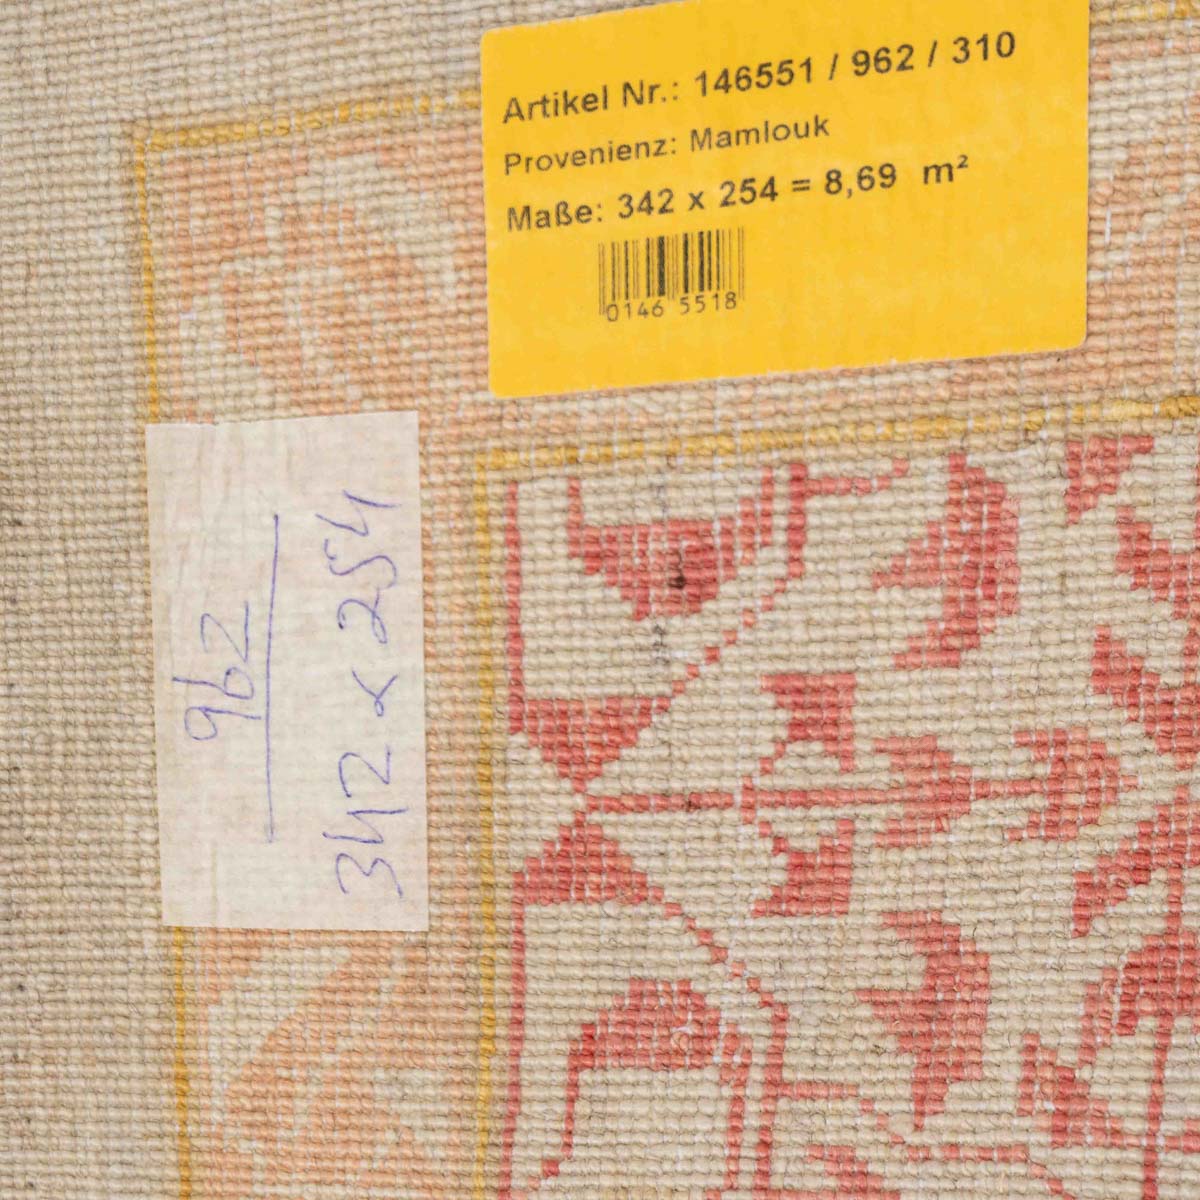 Artikel Nr.: 146551 / 962 / 310
Provenienz: Mamlouk
Maße: 342 x 254 = 8,69 m²
0146 5518
962
342 x 254